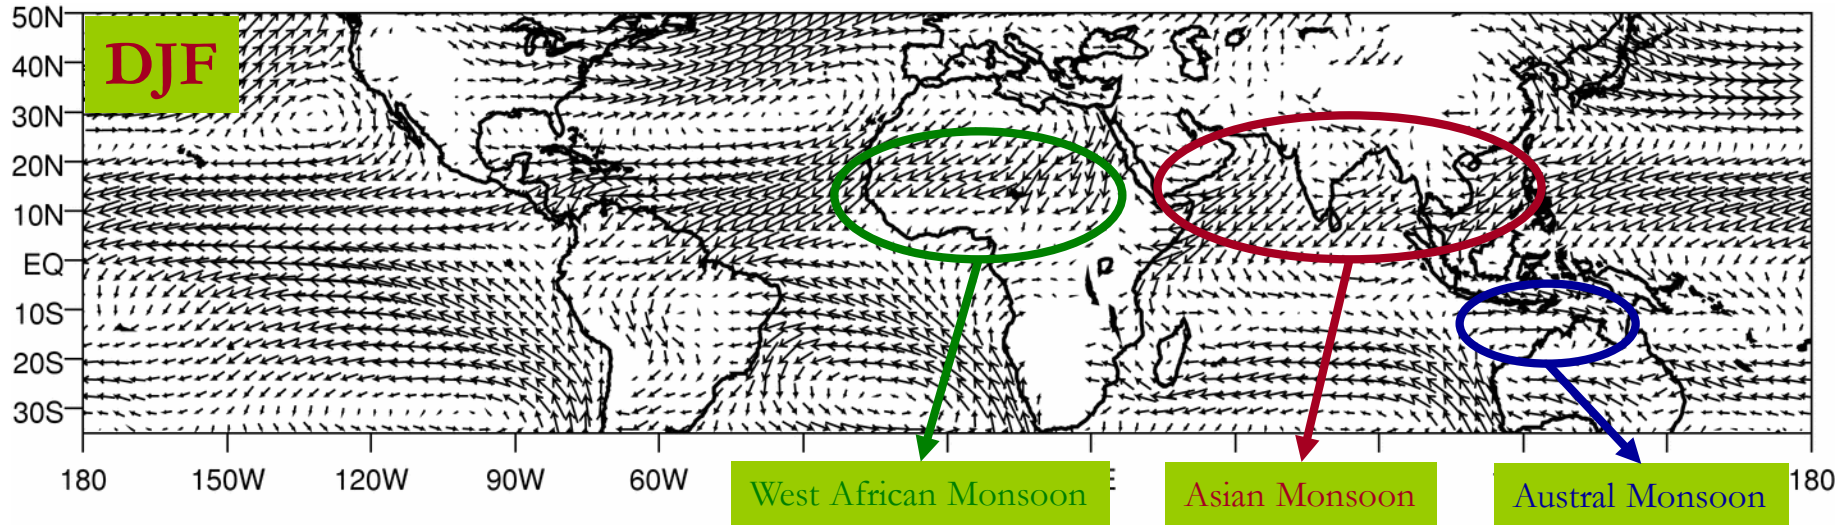 50N
DJF
40N
30N
20N
10N
EQ
10S
20S
30S
180 150W 120W 90W 60W E 180
West African Monsoon Asian Monsoon Austral Monsoon